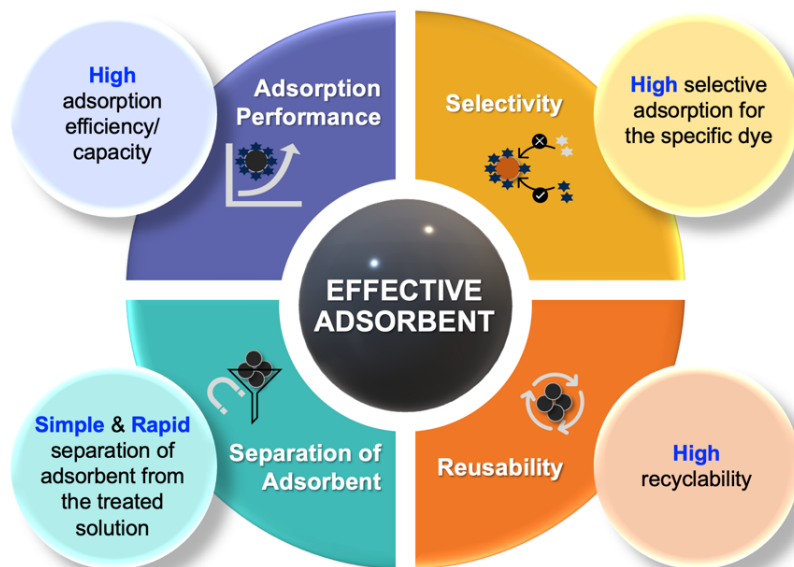 High
adsorption
efficiency/
capacity
Adsorption
Performance
Selectivity
High selective
adsorption for
the specific dye
EFFECTIVE
ADSORBENT
Simple & Rapid
separation of
adsorbent from
the treated
solution
Separation of
Adsorbent
Reusability
High
recyclability